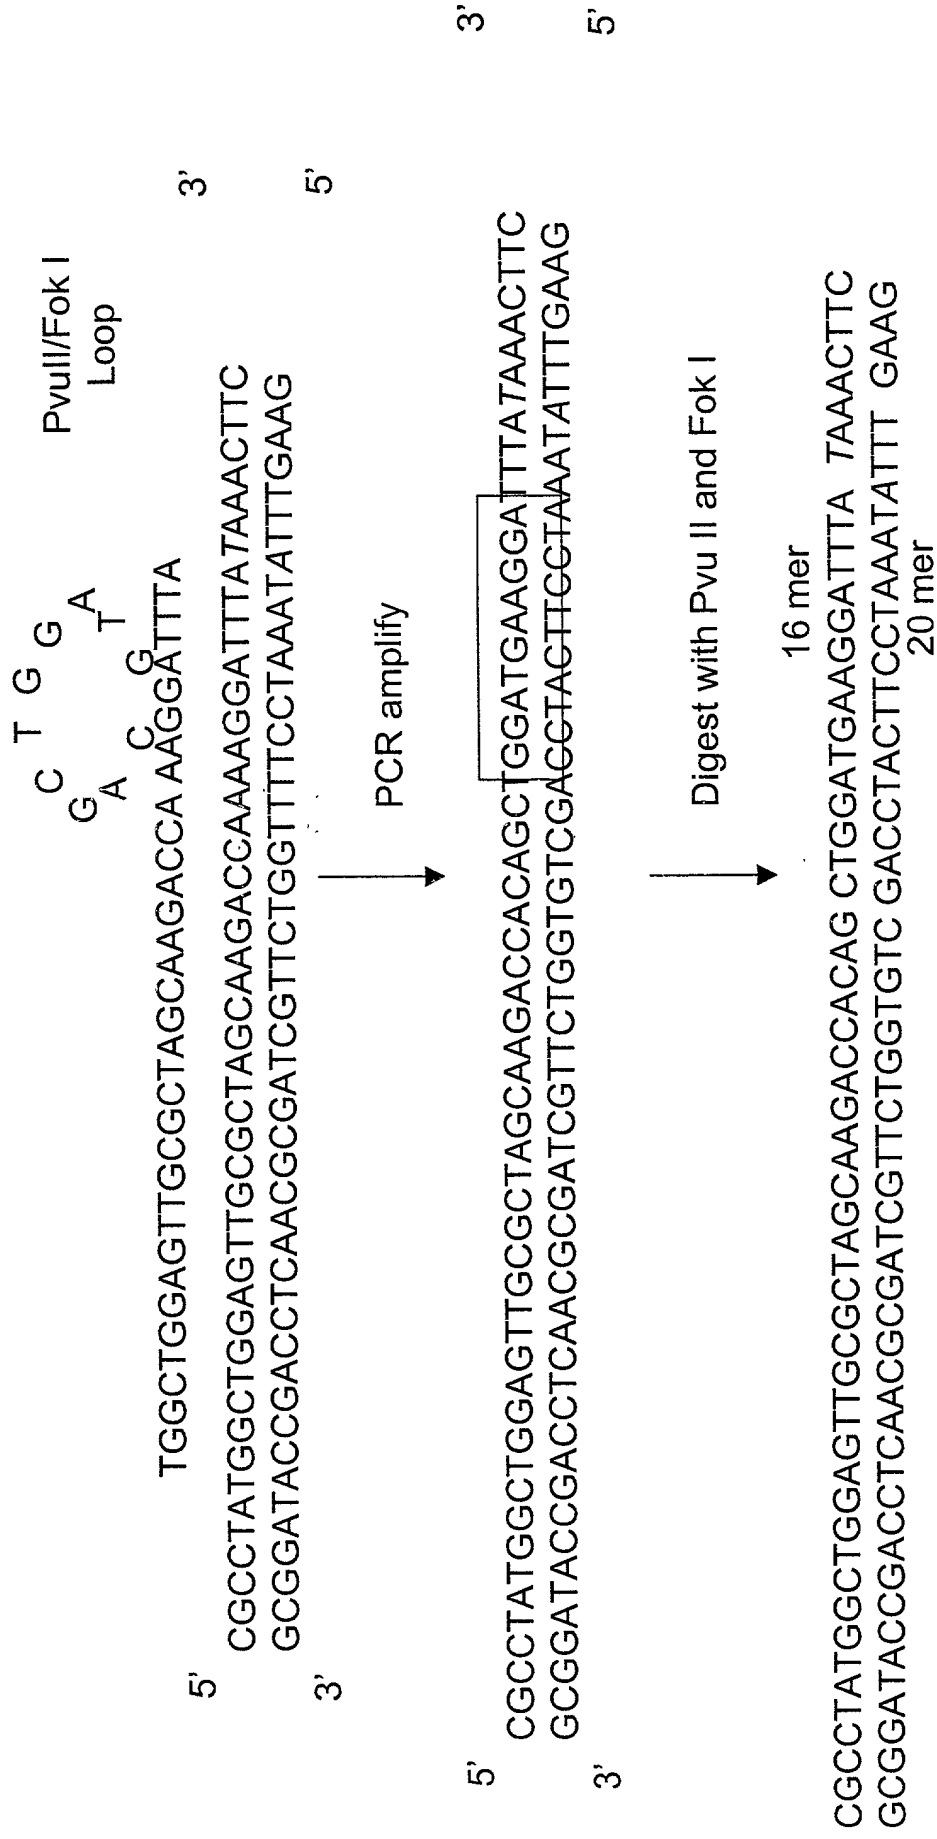 PvuII/Fok I
Loop
C A G C T G G A T G
TGGCTGGAGTTGCGCTAGCAAGACCA AAGGATTTA
5' CGCCTATGGCTGGAGTTGCGCTAGCAAGACCAAAAGGATTTATAAACTTC 3'
3' GCGGATACCGACCTCAACGCGATCGTTCTGGTTTTCCTAAATATTTGAAG 5'
PCR amplify
5' CGCCTATGGCTGGAGTTGCGCTAGCAAGACCACAGCTGGATGAAGGATTTATAAACTTC 3'
3' GCGGATACCGACCTCAACGCGATCGTTCTGGTGTCGACCTACTTCCTAAATATTTGAAG 5'
Digest with Pvu II and Fok I
16 mer
CGCCTATGGCTGGAGTTGCGCTAGCAAGACCACAG CTGGATGAAGGATTTA TAAACTTC
GCGGATACCGACCTCAACGCGATCGTTCTGGTGTC GACCTACTTCCTAAATATTT GAAG
20 mer